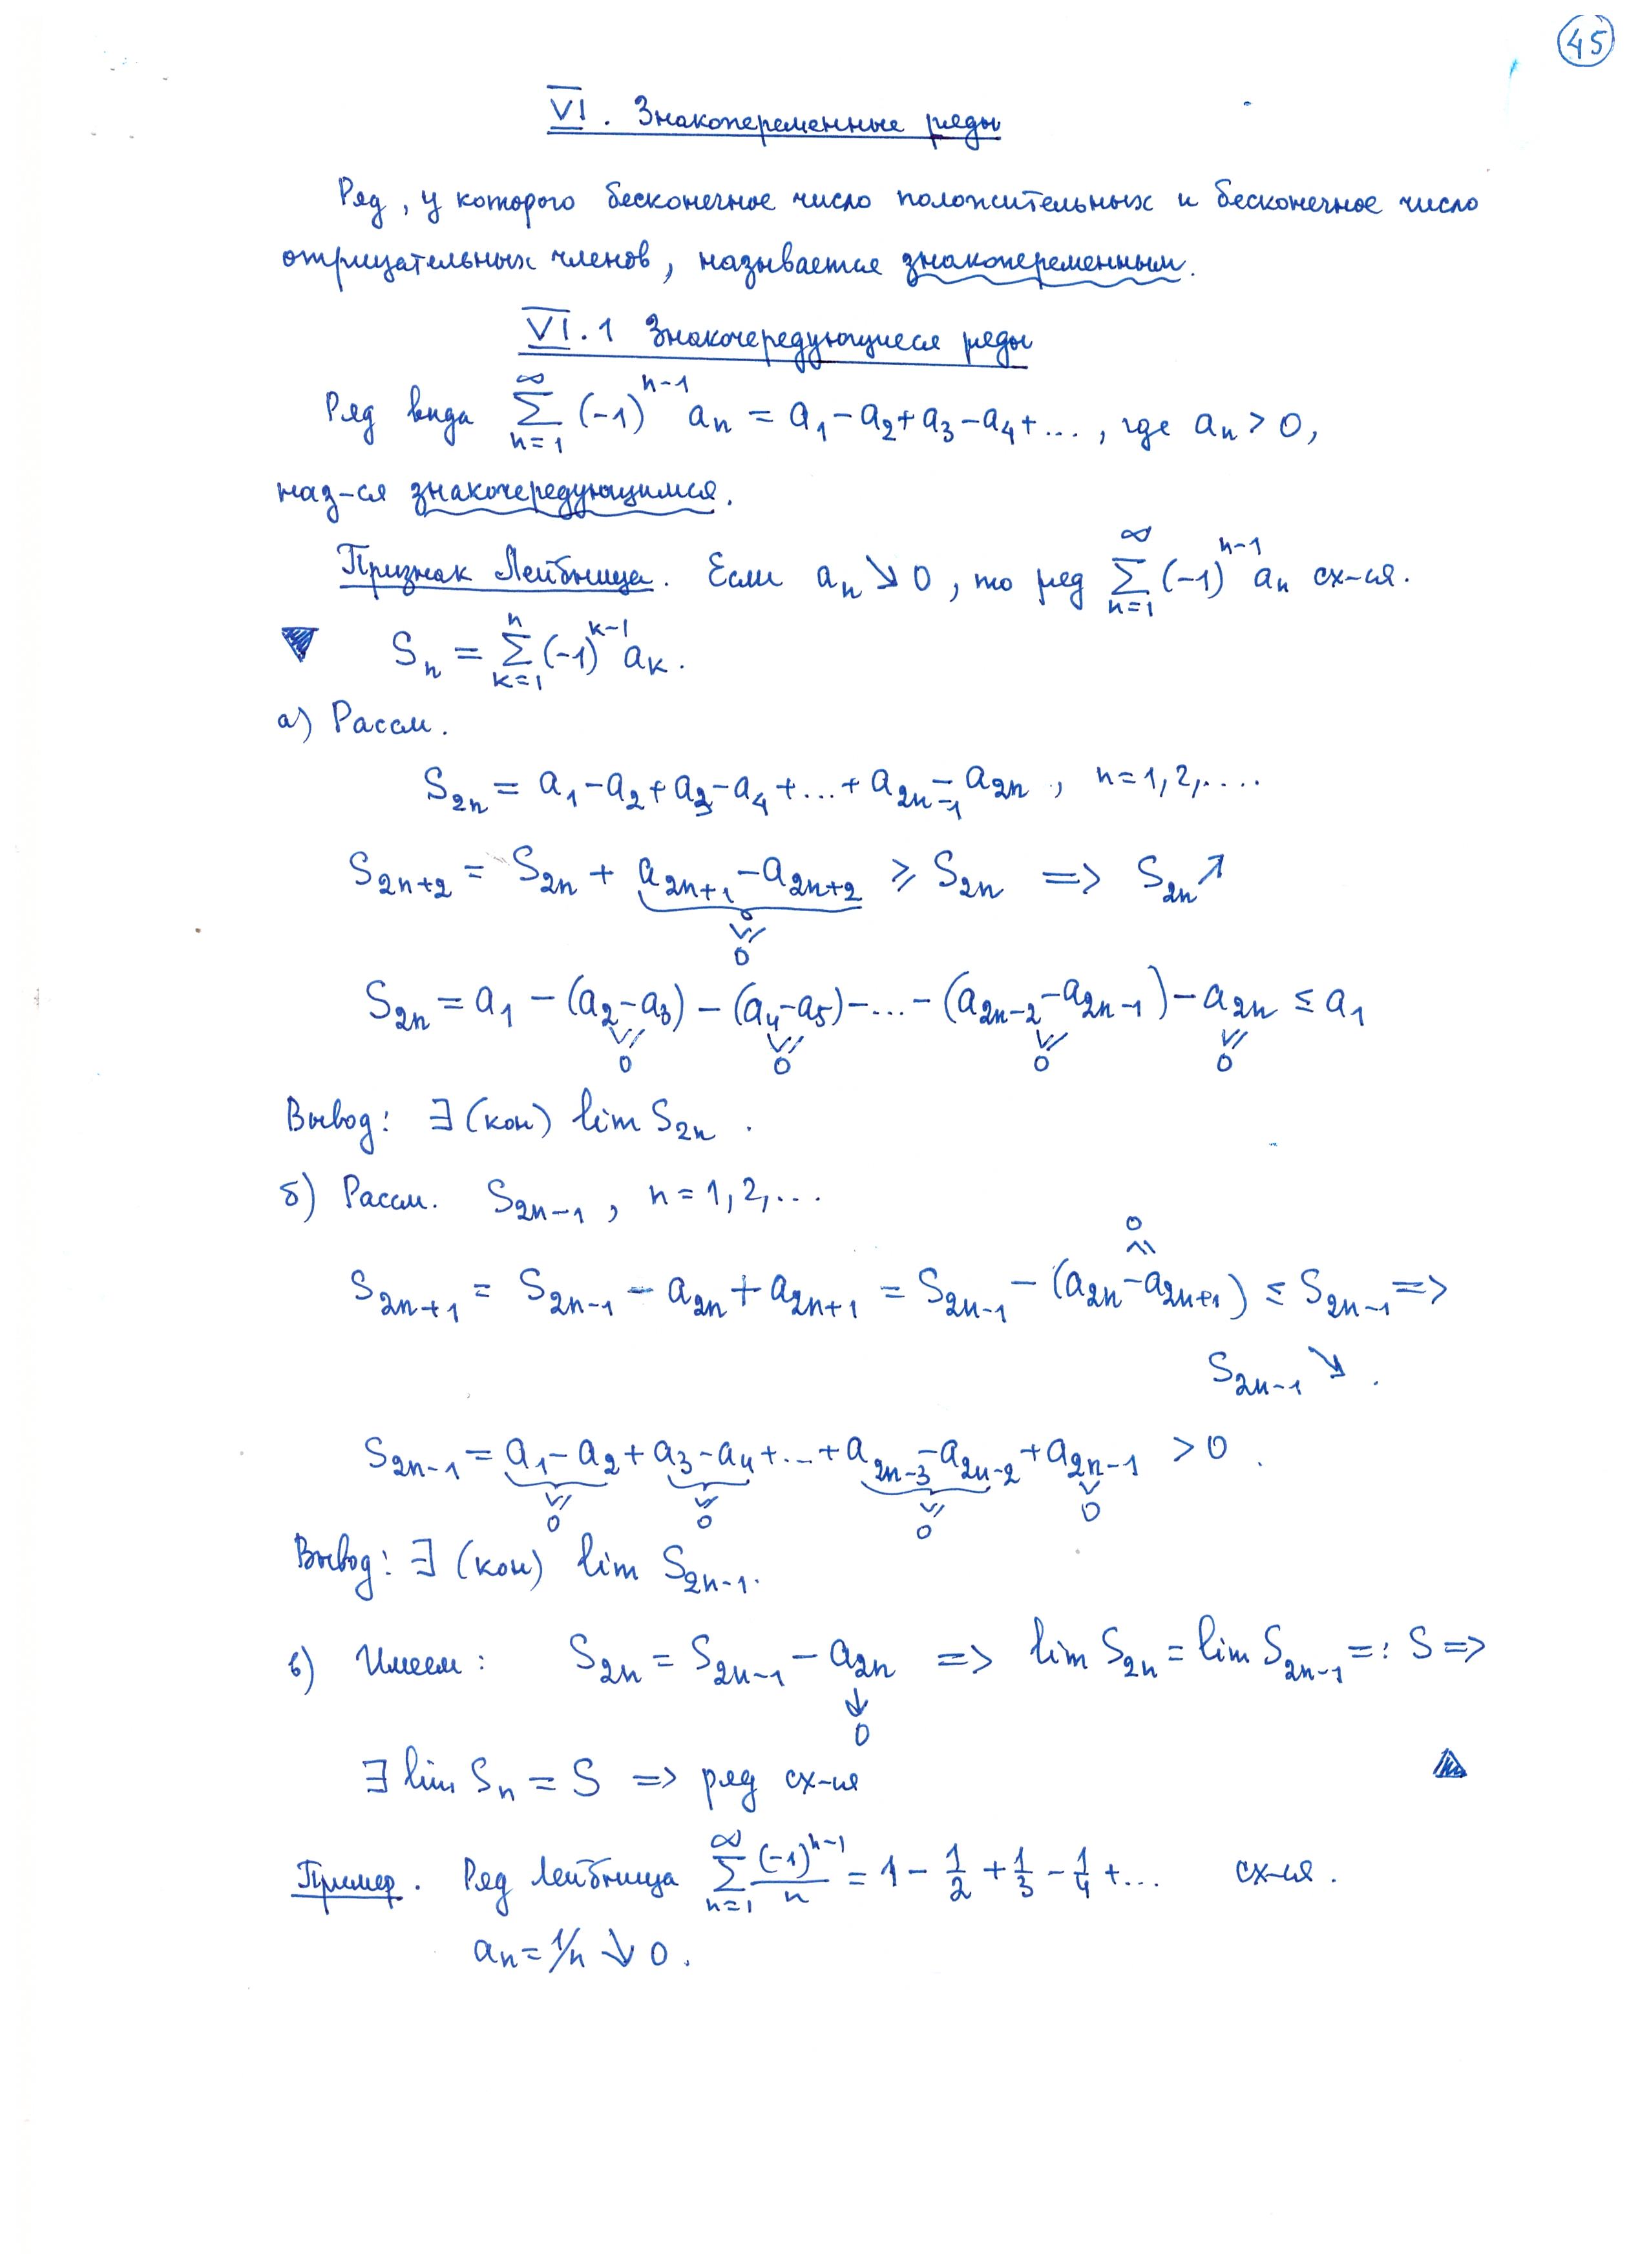 45
VI. Знакопеременные ряды
Ряд, у которого бесконечное число положительных и бесконечное число
отрицательных членов, называется знакопеременным.
VI.1 Знакочередующиеся ряды
Ряд вида $\sum_{n=1}^{\infty} (-1)^{n-1} a_n = a_1 - a_2 + a_3 - a_4 + \dots$, где $a_n > 0$,
наз-ся знакочередующимся.
Признак Лейбница. Если $a_n \searrow 0$, то ряд $\sum_{n=1}^{\infty} (-1)^{n-1} a_n$ сх-ся.
▼ $S_n = \sum_{k=1}^{n} (-1)^{k-1} a_k$.
а) Рассм.
$S_{2n} = a_1 - a_2 + a_3 - a_4 + \dots + a_{2n-1} - a_{2n}$, $n = 1, 2, \dots$
$S_{2n+2} = S_{2n} + \underbrace{a_{2n+1} - a_{2n+2}}_{\geq 0} \geq S_{2n} \Rightarrow S_{2n} \nearrow$
$S_{2n} = a_1 - \underset{\geq 0}{(a_2 - a_3)} - \underset{\geq 0}{(a_4 - a_5)} - \dots - \underset{\geq 0}{(a_{2n-2} - a_{2n-1})} - \underset{\geq 0}{a_{2n}} \leq a_1$
Вывод: $\exists$ (кон) $\lim S_{2n}$.
б) Рассм. $S_{2n-1}$, $n = 1, 2, \dots$
$S_{2n+1} = S_{2n-1} - a_{2n} + a_{2n+1} = S_{2n-1} - \overset{\geq 0}{(a_{2n} - a_{2n+1})} \leq S_{2n-1} \Rightarrow$
$S_{2n-1} \searrow$.
$S_{2n-1} = \underbrace{a_1 - a_2}_{\geq 0} + \underbrace{a_3 - a_4}_{\geq 0} + \dots + \underbrace{a_{2n-3} - a_{2n-2}}_{\geq 0} + \underset{> 0}{a_{2n-1}} > 0$.
Вывод: $\exists$ (кон) $\lim S_{2n-1}$.
в) Имеем: $S_{2n} = S_{2n-1} - \underset{\downarrow 0}{a_{2n}} \Rightarrow \lim S_{2n} = \lim S_{2n-1} =: S \Rightarrow$
$\exists \lim S_n = S \Rightarrow$ ряд сх-ся ▲
Пример. Ряд Лейбница $\sum_{n=1}^{\infty} \frac{(-1)^{n-1}}{n} = 1 - \frac{1}{2} + \frac{1}{3} - \frac{1}{4} + \dots$ сх-ся.
$a_n = 1/n \searrow 0$.